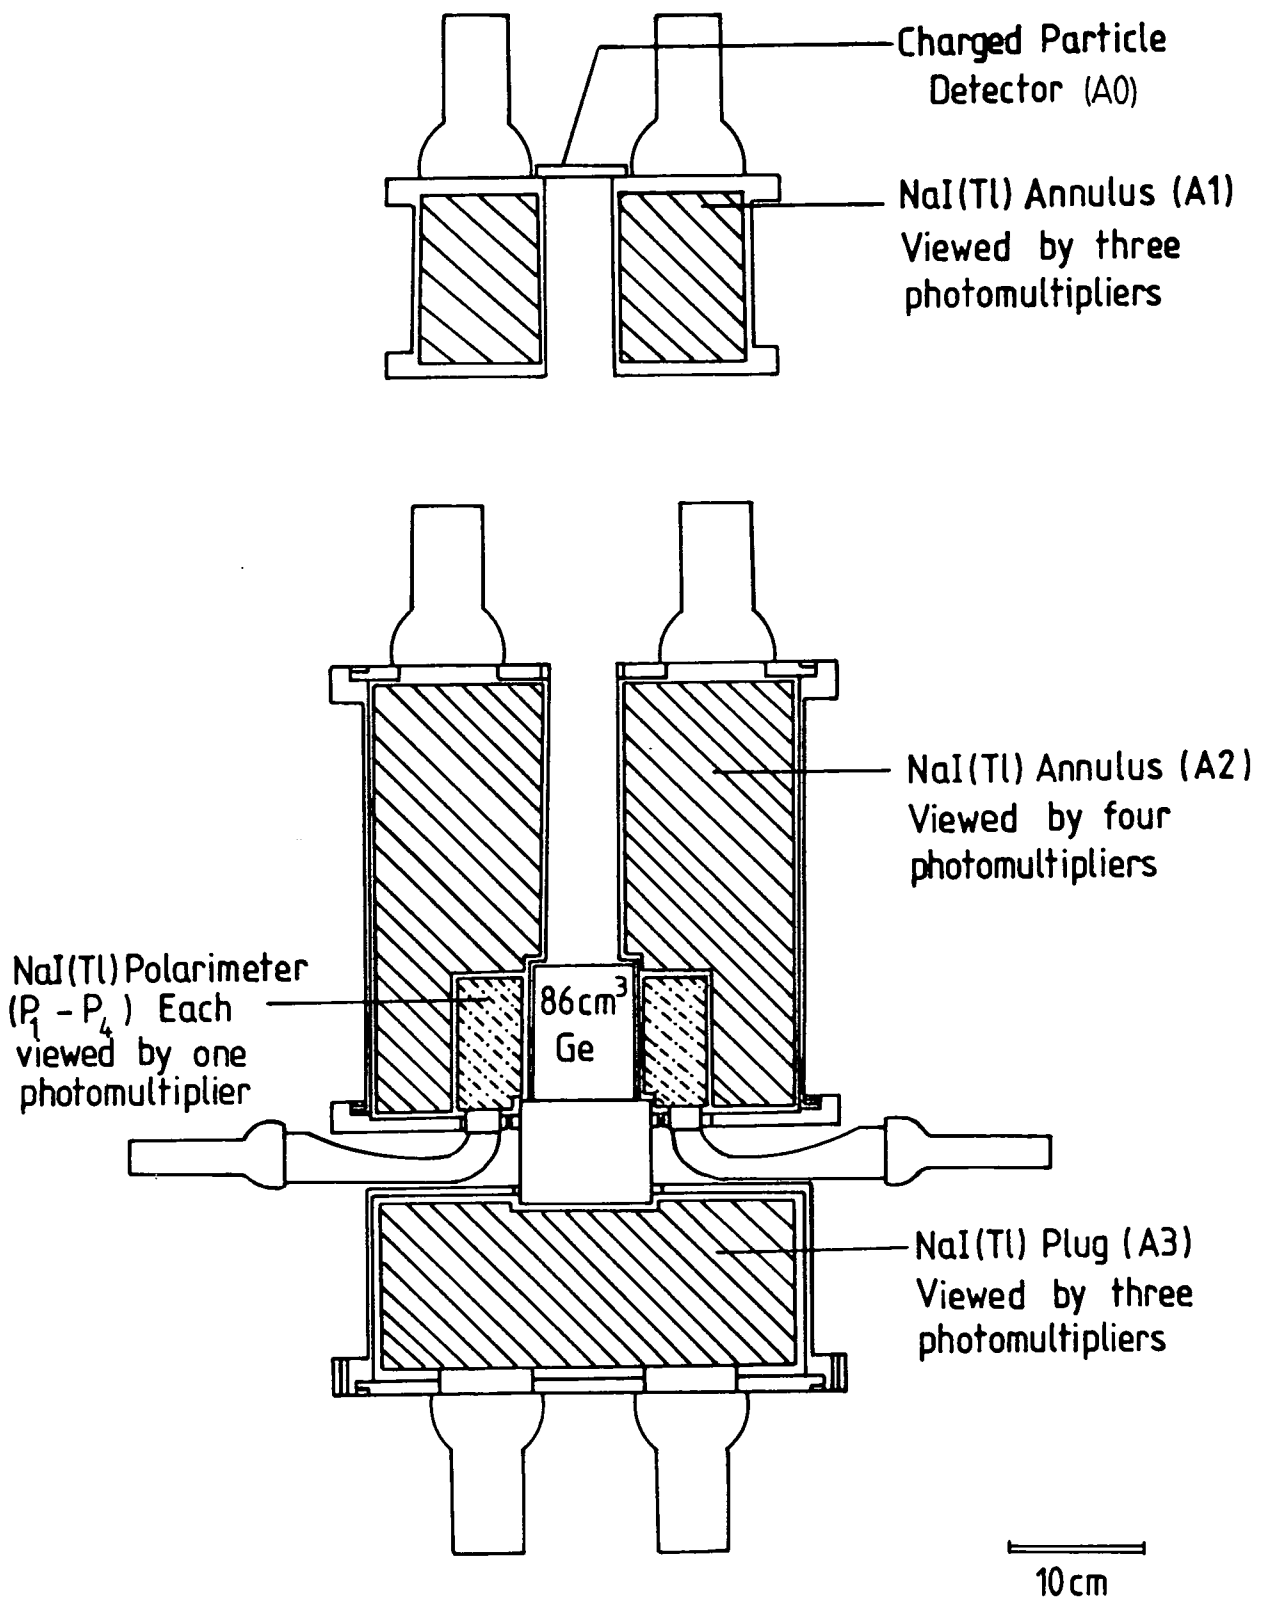 Charged Particle
Detector (A0)
NaI(Tl) Annulus (A1)
Viewed by three
photomultipliers
NaI(Tl) Annulus (A2)
Viewed by four
photomultipliers
NaI(Tl) Polarimeter
(P₁ - P₄) Each
viewed by one
photomultiplier
86cm³
Ge
NaI(Tl) Plug (A3)
Viewed by three
photomultipliers
10 cm